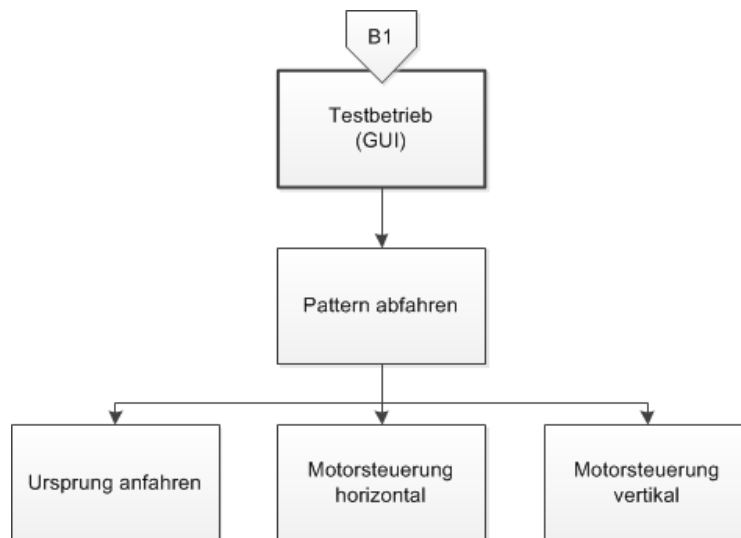 B1
Testbetrieb
(GUI)
Pattern abfahren
Ursprung anfahren
Motorsteuerung
horizontal
Motorsteuerung
vertikal